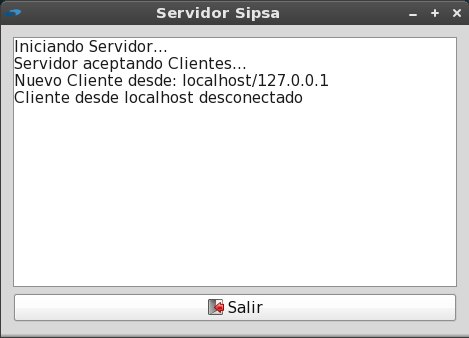 Servidor Sipsa
Iniciando Servidor...
Servidor aceptando Clientes...
Nuevo Cliente desde: localhost/127.0.0.1
Cliente desde localhost desconectado
Salir